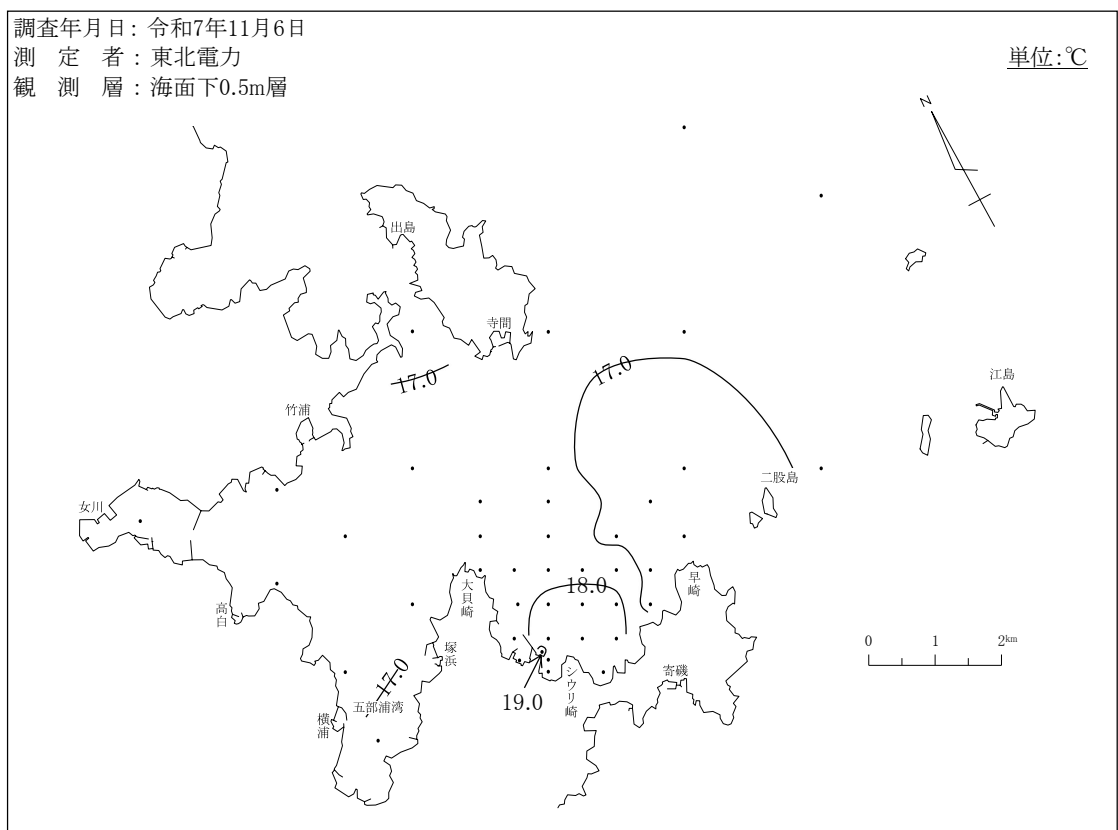 調査年月日：令和7年11月6日
測　定　者：東北電力
観　測　層：海面下0.5m層
単位：℃
N
出島
寺間
17.0
17.0
江島
竹浦
二股島
女川
大貝崎
18.0
早崎
高白
塚浜
0 1 2km
17.0
シウリ崎
寄磯
19.0
五部浦湾
横浦